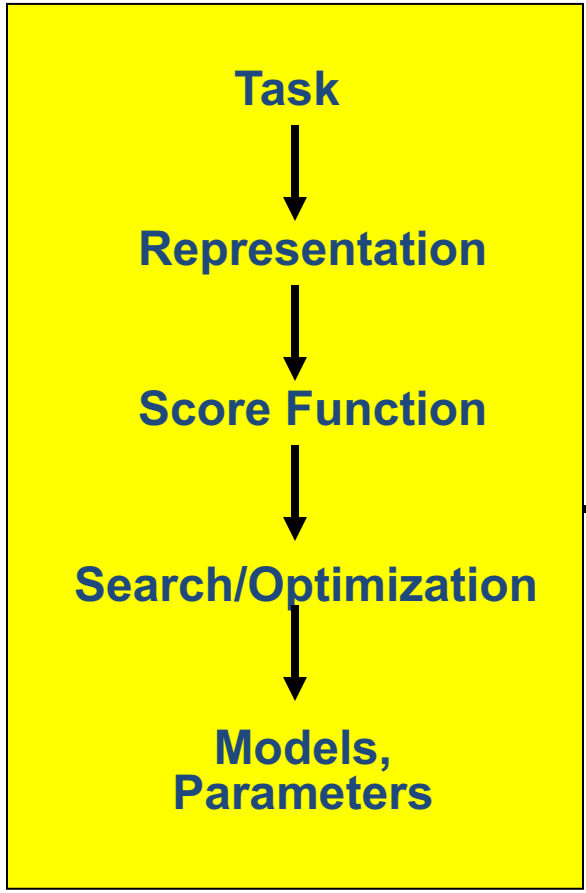 Task
Representation
Score Function
Search/Optimization
Models,
Parameters